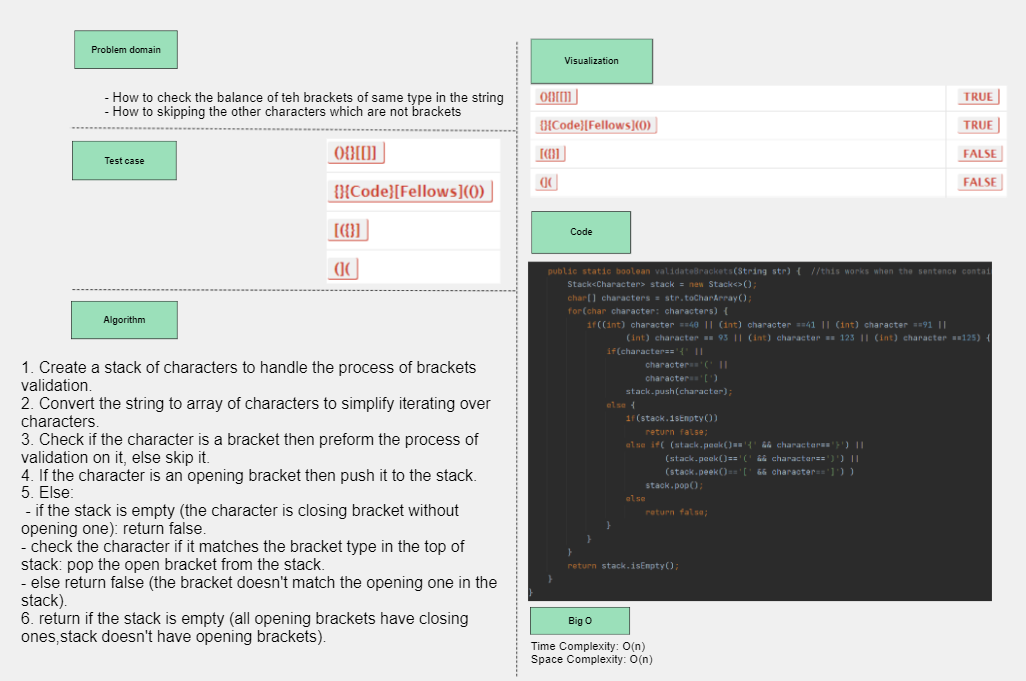 Problem domain
- How to check the balance of teh brackets of same type in the string
- How to skipping the other characters which are not brackets
Test case
(){}[[]]
{}{Code}[Fellows](())
[({}]
(](
Algorithm
1. Create a stack of characters to handle the process of brackets
validation.
2. Convert the string to array of characters to simplify iterating over
characters.
3. Check if the character is a bracket then preform the process of
validation on it, else skip it.
4. If the character is an opening bracket then push it to the stack.
5. Else:
- if the stack is empty (the character is closing bracket without
opening one): return false.
- check the character if it matches the bracket type in the top of
stack: pop the open bracket from the stack.
- else return false (the bracket doesn't match the opening one in the
stack).
6. return if the stack is empty (all opening brackets have closing
ones,stack doesn't have opening brackets).
Visualization
(){}[[]] TRUE
{}{Code}[Fellows](()) TRUE
[({}] FALSE
(]( FALSE
Code
public static boolean validateBrackets(String str) { //this works when the sentence contai
Stack<Character> stack = new Stack<>();
char[] characters = str.toCharArray();
for(char character: characters) {
if((int) character ==40 || (int) character ==41 || (int) character ==91 ||
(int) character == 93 || (int) character == 123 || (int) character ==125) {
if(character=='{' ||
character=='(' ||
character=='[')
stack.push(character);
else {
if(stack.isEmpty())
return false;
else if( (stack.peek()=='{' && character=='}') ||
(stack.peek()=='(' && character==')') ||
(stack.peek()=='[' && character==']') )
stack.pop();
else
return false;
}
}
}
return stack.isEmpty();
}
}
Big O
Time Complexity: O(n)
Space Complexity: O(n)